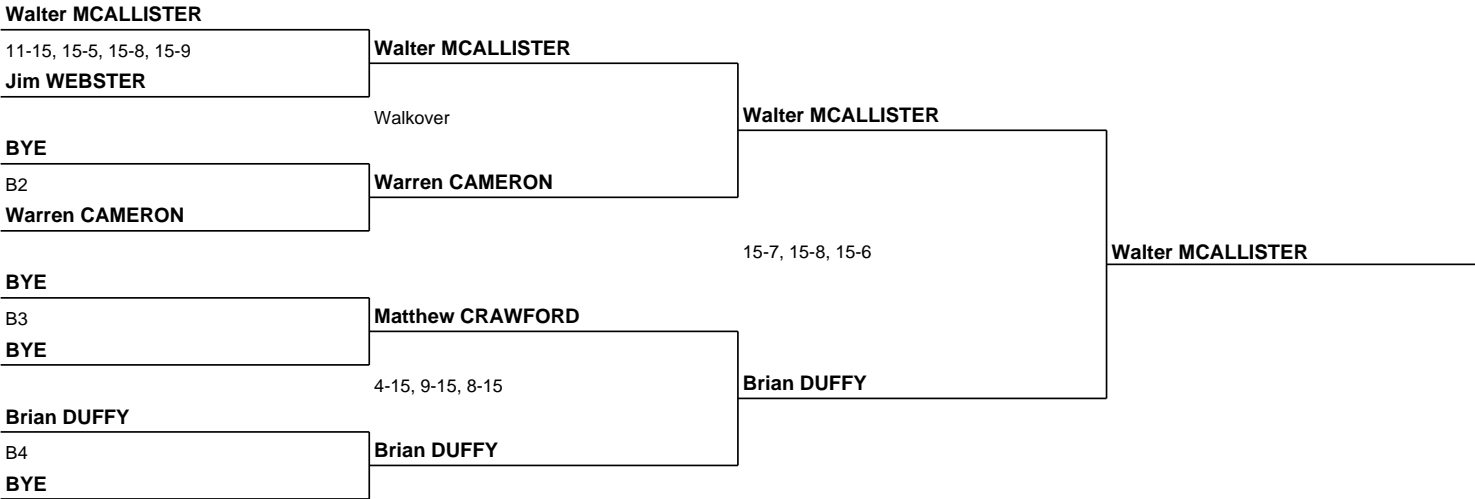 Walter MCALLISTER
11-15, 15-5, 15-8, 15-9
Jim WEBSTER
BYE
B2
Warren CAMERON
BYE
B3
BYE
Brian DUFFY
B4
BYE
Walter MCALLISTER
Walkover
Warren CAMERON
Matthew CRAWFORD
4-15, 9-15, 8-15
Brian DUFFY
Walter MCALLISTER
15-7, 15-8, 15-6
Brian DUFFY
Walter MCALLISTER